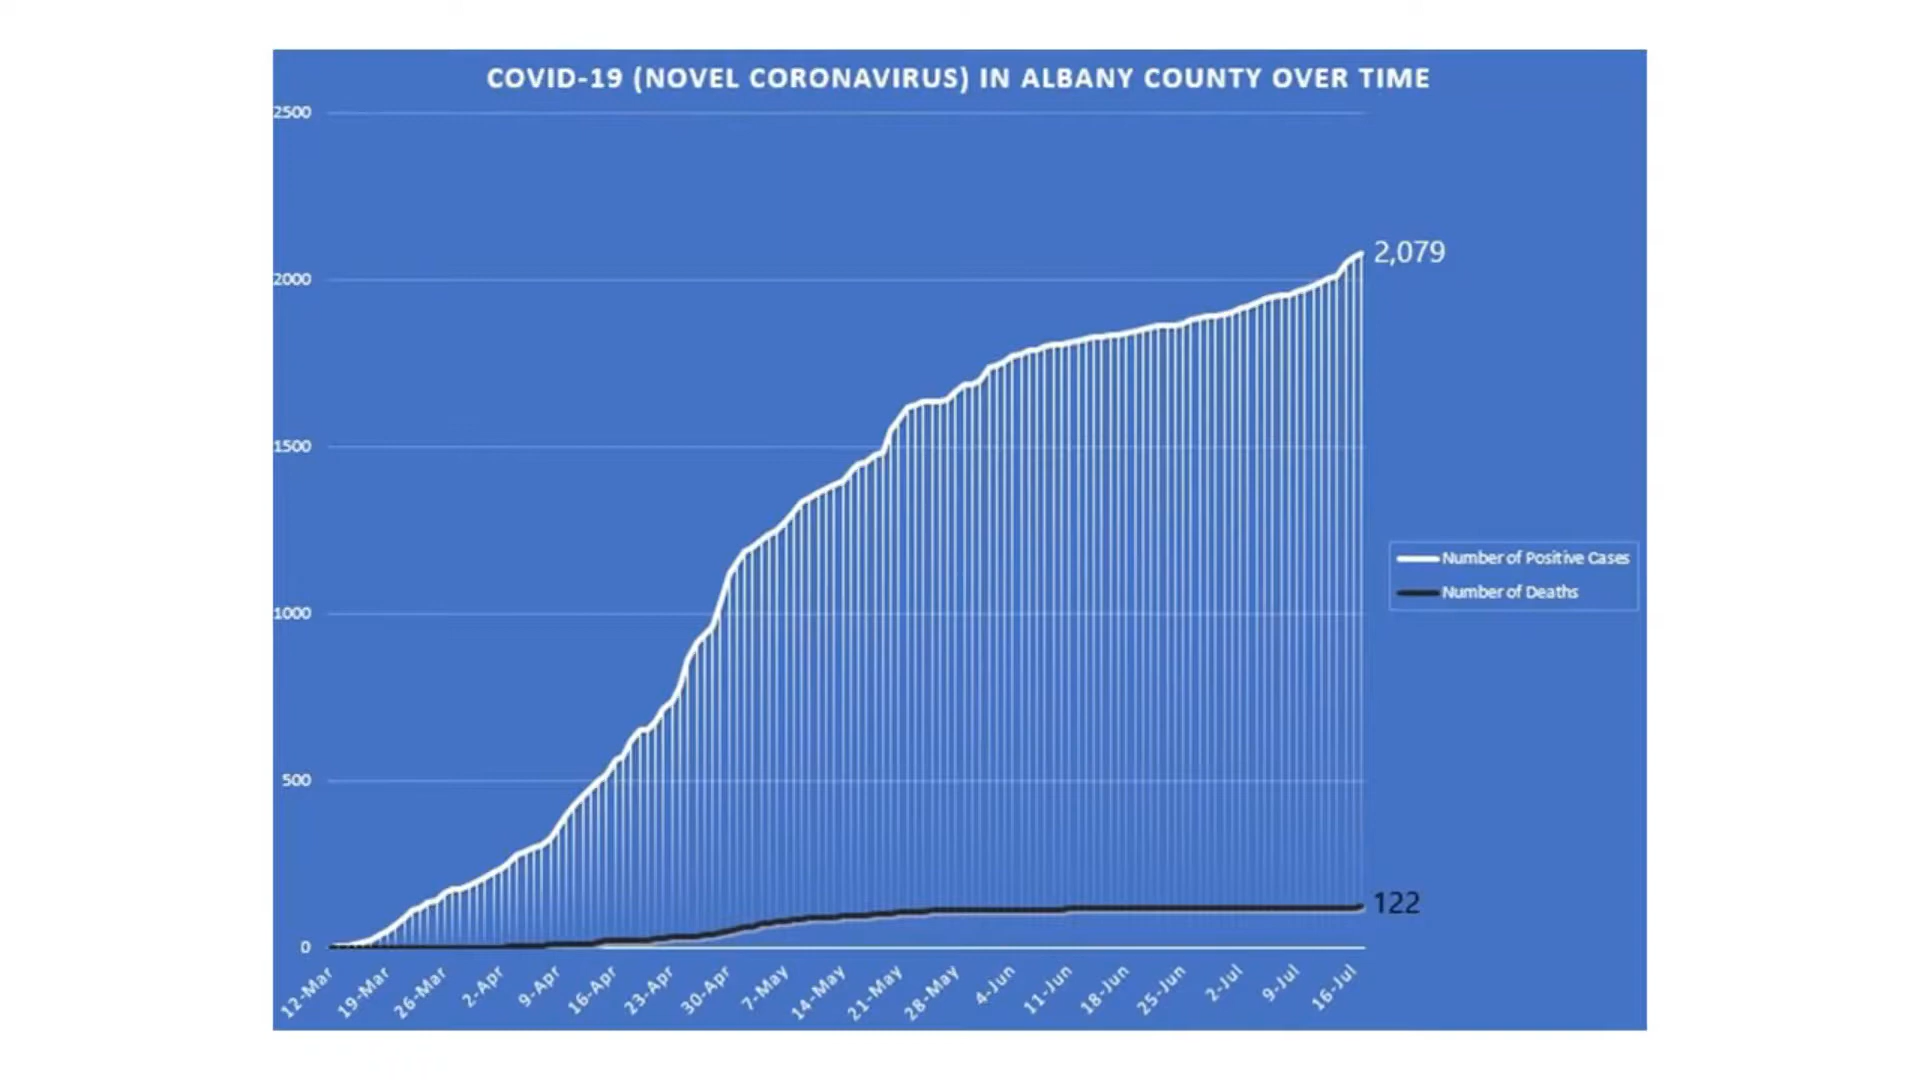 COVID-19 (NOVEL CORONAVIRUS) IN ALBANY COUNTY OVER TIME
2500
2000
1500
1000
500
0
2,079
122
Number of Positive Cases
Number of Deaths
12-Mar
19-Mar
26-Mar
2-Apr
9-Apr
16-Apr
23-Apr
30-Apr
7-May
14-May
21-May
28-May
4-Jun
11-Jun
18-Jun
25-Jun
2-Jul
9-Jul
16-Jul